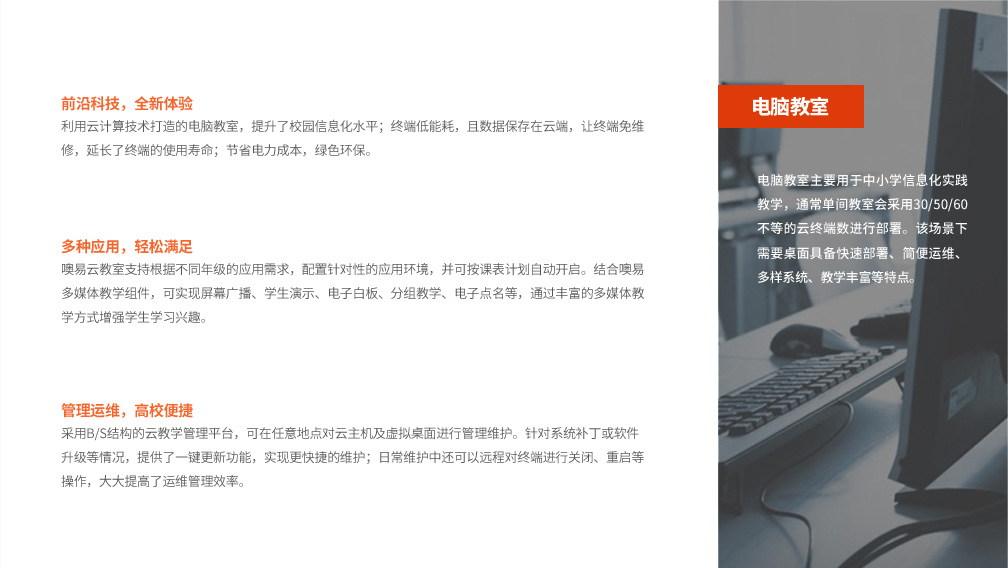 前沿科技，全新体验
利用云计算技术打造的电脑教室，提升了校园信息化水平；终端低能耗，且数据保存在云端，让终端免维
修，延长了终端的使用寿命；节省电力成本，绿色环保。
多种应用，轻松满足
噢易云教室支持根据不同年级的应用需求，配置针对性的应用环境，并可按课表计划自动开启。结合噢易
多媒体教学组件，可实现屏幕广播、学生演示、电子白板、分组教学、电子点名等，通过丰富的多媒体教
学方式增强学生学习兴趣。
管理运维，高校便捷
采用B/S结构的云教学管理平台，可在任意地点对云主机及虚拟桌面进行管理维护。针对系统补丁或软件
升级等情况，提供了一键更新功能，实现更快捷的维护；日常维护中还可以远程对终端进行关闭、重启等
操作，大大提高了运维管理效率。
电脑教室
电脑教室主要用于中小学信息化实践
教学，通常单间教室会采用30/50/60
不等的云终端数进行部署。该场景下
需要桌面具备快速部署、简便运维、
多样系统、教学丰富等特点。